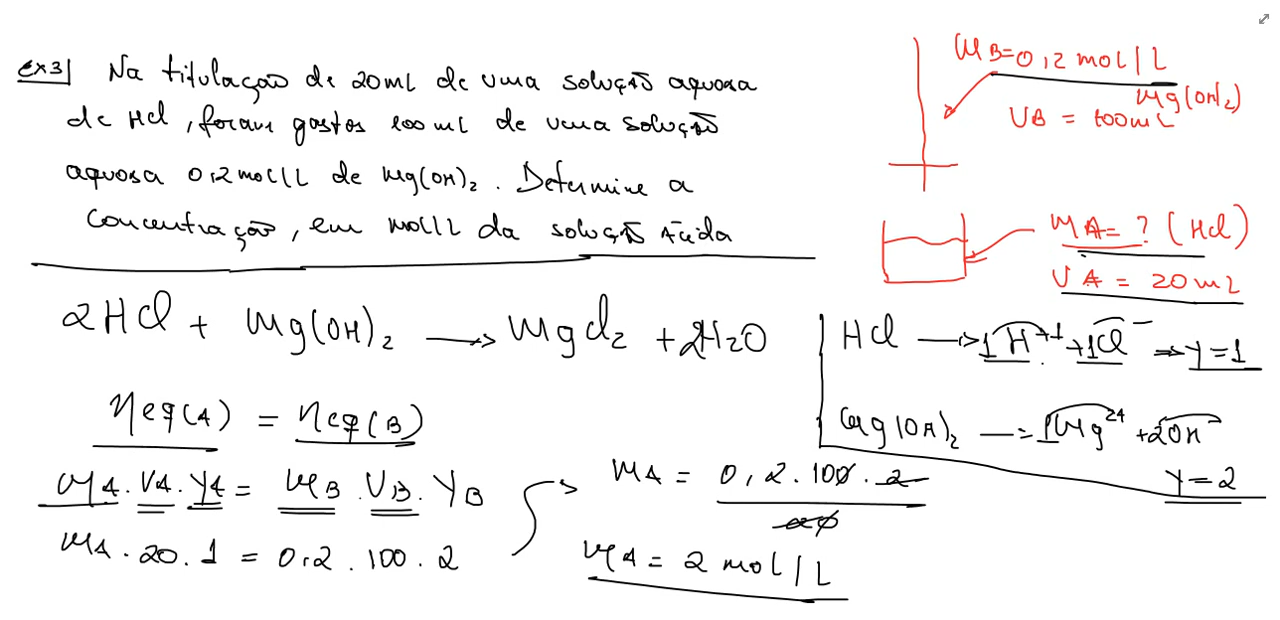 ex3| Na titulação de 20ml de uma solução aquosa
de HCl, foram gastos 100ml de uma solução
aquosa 0,2mol/L de Mg(OH)₂. Determine a
concentração, em mol/L da solução Ácida
MB=0,2 mol/L
Mg(OH)₂
VB = 100mL
MA= ? (HCl)
VA = 20mL
2HCl + Mg(OH)₂ → MgCl₂ + 2H₂O
HCl → 1H⁺¹ + 1Cl⁻ ⇒ Y=1
Mg(OH)₂ → 1Mg²⁺ + 2OH⁻
Y=2
neq(A) = neq(B)
MA . VA . YA = MB . VB . YB
MA . 20 . 1 = 0,2 . 100 . 2
MA = 0,2 . 100 . 2
20
MA = 2 mol/L